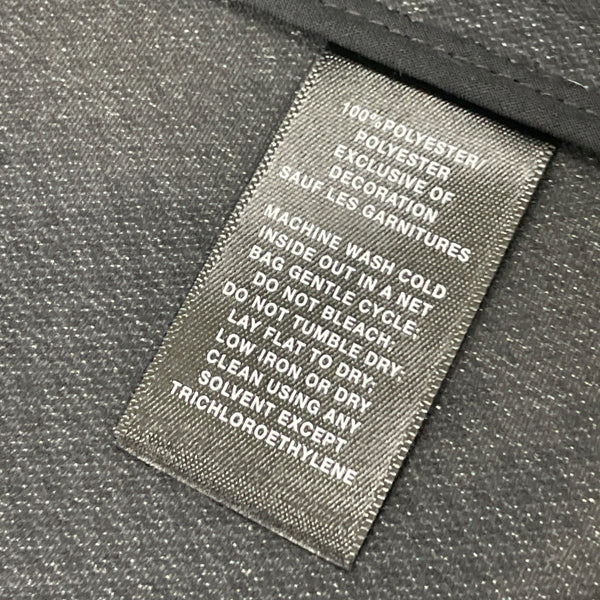 100% POLYESTER/
POLYESTER
EXCLUSIVE OF
DECORATION
SAUF LES GARNITURES
MACHINE WASH COLD
INSIDE OUT IN A NET
BAG GENTLE CYCLE.
DO NOT BLEACH;
DO NOT TUMBLE DRY.
LAY FLAT TO DRY;
LOW IRON OR DRY
CLEAN USING ANY
SOLVENT EXCEPT
TRICHLOROETHYLENE